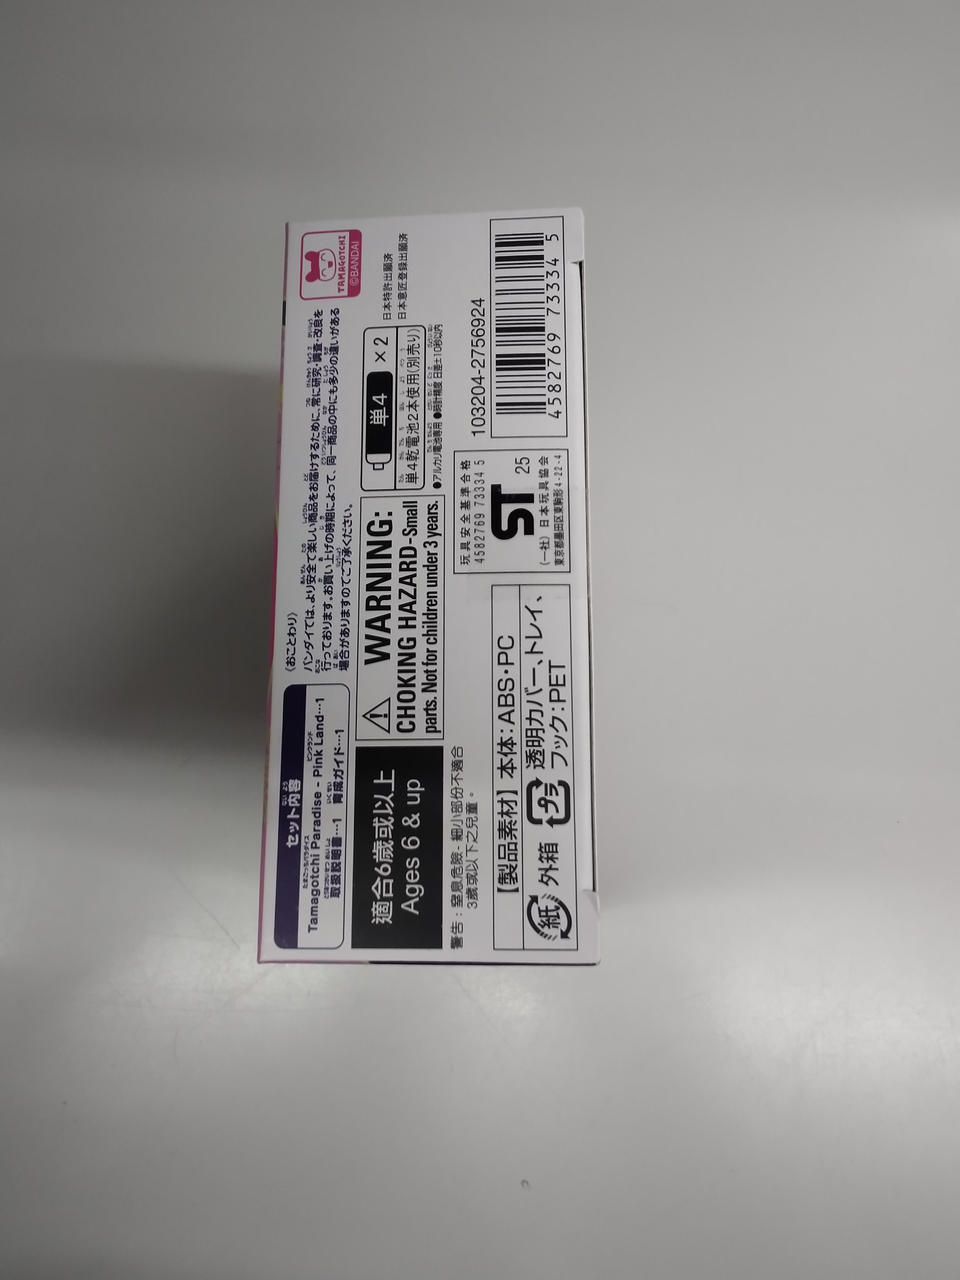 セット内容
Tamagotchi Paradise - Pink Land…1
取扱説明書…1 育成ガイド…1
〈おことわり〉
バンダイでは、より安全で楽しい商品をお届けするために、常に研究・調査・改良を
行っております。お買い上げの時期によって、同一商品の中にも多少の違いがある
場合がありますのでご了承ください。
TAMAGOTCHI
©BANDAI
適合6歲或以上
Ages 6 & up
WARNING:
CHOKING HAZARD-Small
parts. Not for children under 3 years.
単4 ×2
単4乾電池2本使用(別売り)
●アルカリ電池専用 ●時計精度 日差±10秒以内
日本特許出願済
日本意匠登録出願済
警告：窒息危險-細小部份不適合
3歲或以下之兒童。
【製品素材】本体：ABS・PC
紙 外箱 プラ 透明カバー、トレイ、
フック：PET
玩具安全基準合格
4582769 73334 5
ST 25
(一社) 日本玩具協会
東京都墨田区東駒形4-22-4
103204-2756924
4 582769 733345